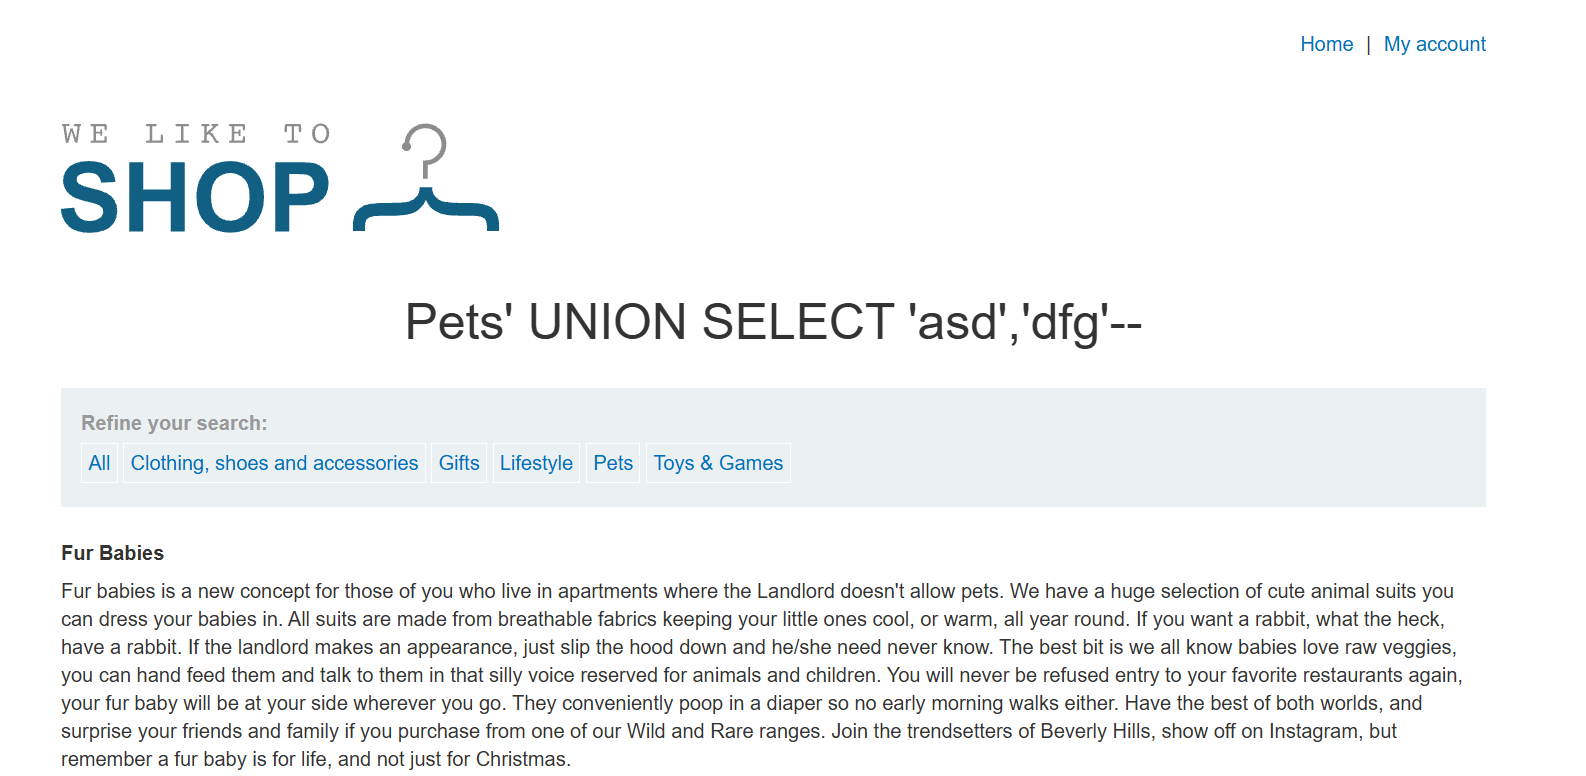 Home | My account
WE LIKE TO
SHOP
Pets' UNION SELECT 'asd','dfg'--
Refine your search:
All Clothing, shoes and accessories Gifts Lifestyle Pets Toys & Games
Fur Babies
Fur babies is a new concept for those of you who live in apartments where the Landlord doesn't allow pets. We have a huge selection of cute animal suits you
can dress your babies in. All suits are made from breathable fabrics keeping your little ones cool, or warm, all year round. If you want a rabbit, what the heck,
have a rabbit. If the landlord makes an appearance, just slip the hood down and he/she need never know. The best bit is we all know babies love raw veggies,
you can hand feed them and talk to them in that silly voice reserved for animals and children. You will never be refused entry to your favorite restaurants again,
your fur baby will be at your side wherever you go. They conveniently poop in a diaper so no early morning walks either. Have the best of both worlds, and
surprise your friends and family if you purchase from one of our Wild and Rare ranges. Join the trendsetters of Beverly Hills, show off on Instagram, but
remember a fur baby is for life, and not just for Christmas.